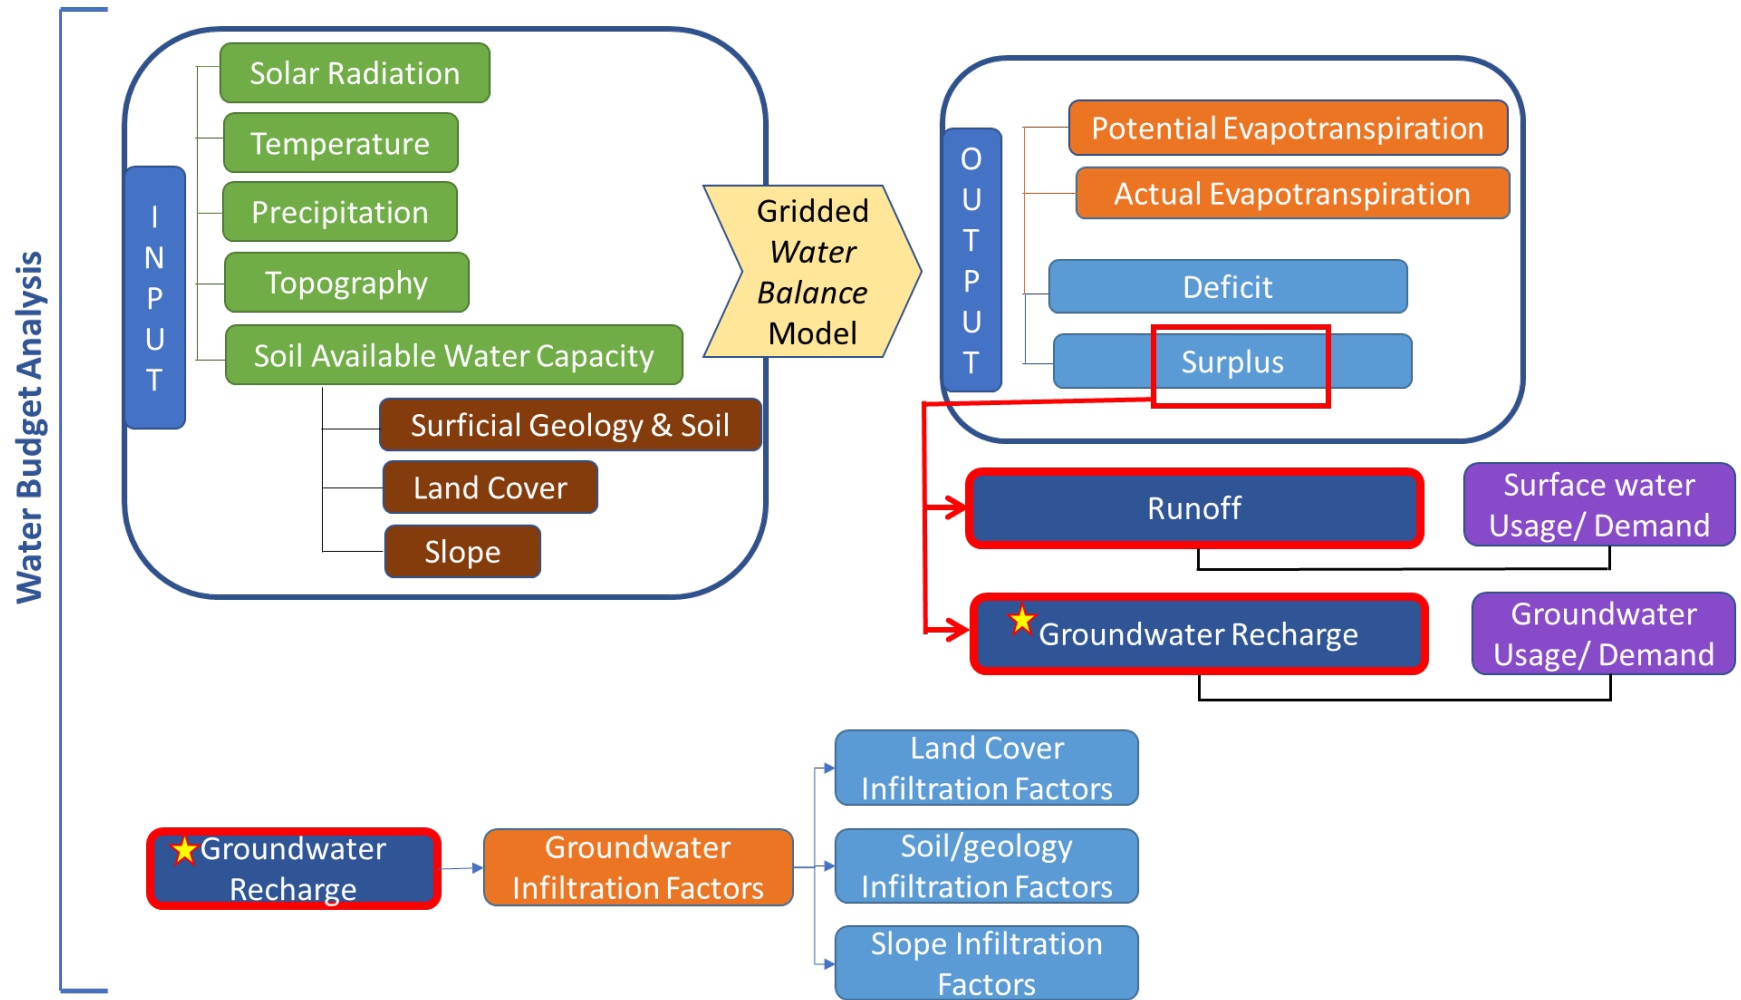 Water Budget Analysis
INPUT
Solar Radiation
Temperature
Precipitation
Topography
Soil Available Water Capacity
Surficial Geology & Soil
Land Cover
Slope
Gridded
Water
Balance
Model
OUTPUT
Potential Evapotranspiration
Actual Evapotranspiration
Deficit
Surplus
Runoff
Surface water
Usage/ Demand
Groundwater Recharge
Groundwater
Usage/ Demand
Groundwater
Recharge
Groundwater
Infiltration Factors
Land Cover
Infiltration Factors
Soil/geology
Infiltration Factors
Slope Infiltration
Factors